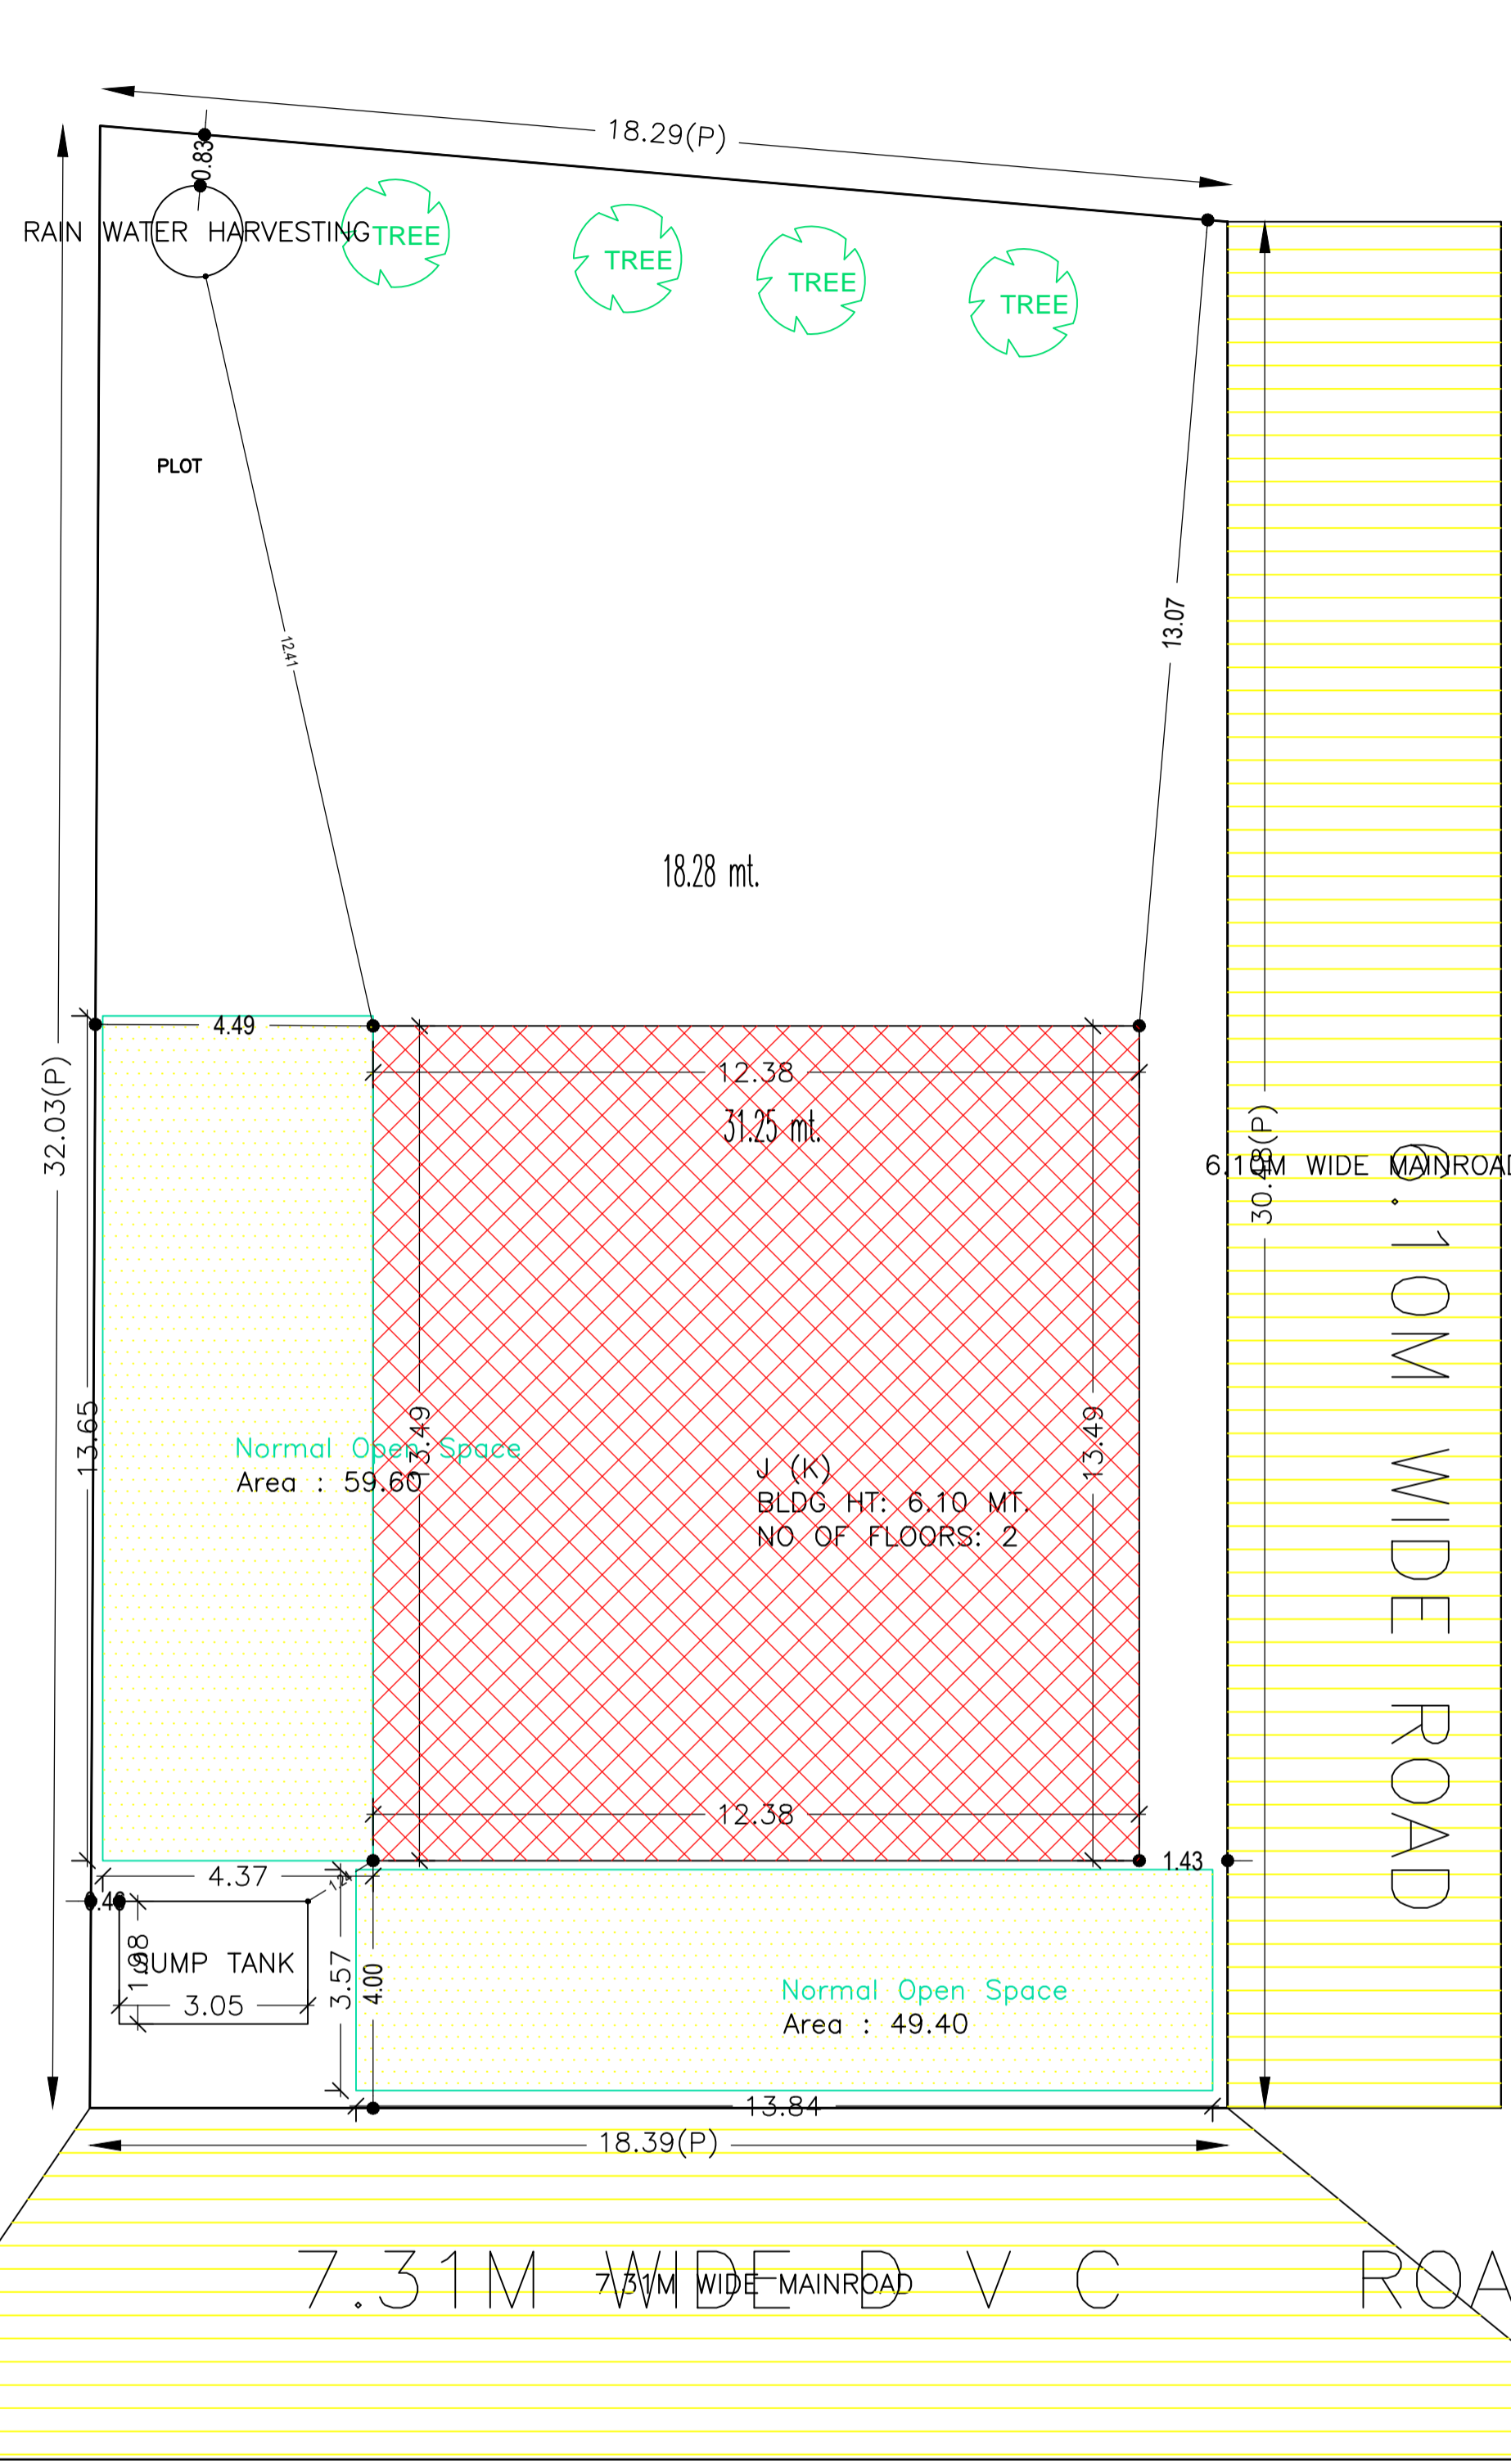 18.29(P)
0.83
RAIN WATER HARVESTING
TREE
TREE
TREE
TREE
PLOT
12.41
13.07
18.28 mt.
4.49
12.38
31.25 mt.
32.03(P)
30.48(P)
6.10M WIDE MAINROAD
6.10M WIDE ROAD
13.65
13.49
13.49
Normal Open Space
Area : 59.60
J (K)
BLDG HT: 6.10 MT.
NO OF FLOORS: 2
12.38
1.43
4.37
1.24
1.98
SUMP TANK
3.05
3.57
4.00
Normal Open Space
Area : 49.40
13.84
18.39(P)
7.31M WIDE D V C ROA
7.31M WIDE MAINROAD